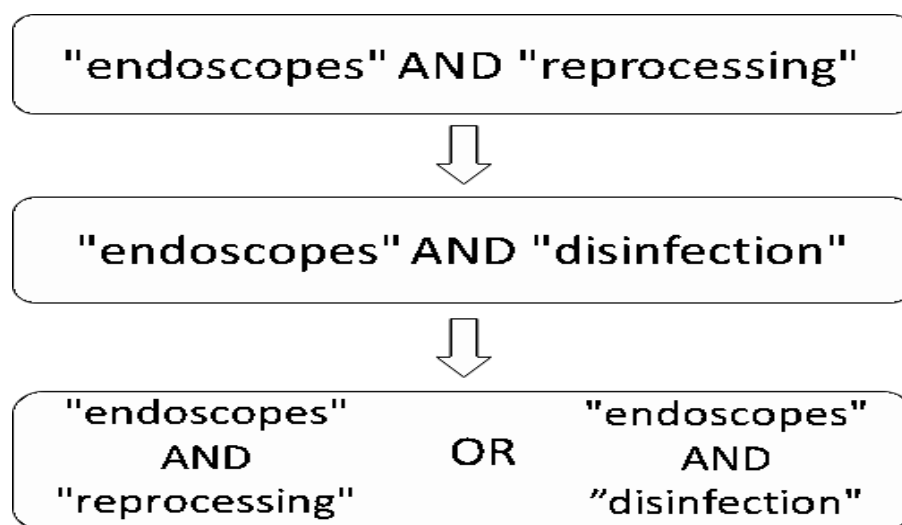 "endoscopes" AND "reprocessing"
"endoscopes" AND "disinfection"
"endoscopes"
AND
"reprocessing"
OR
"endoscopes"
AND
”disinfection"